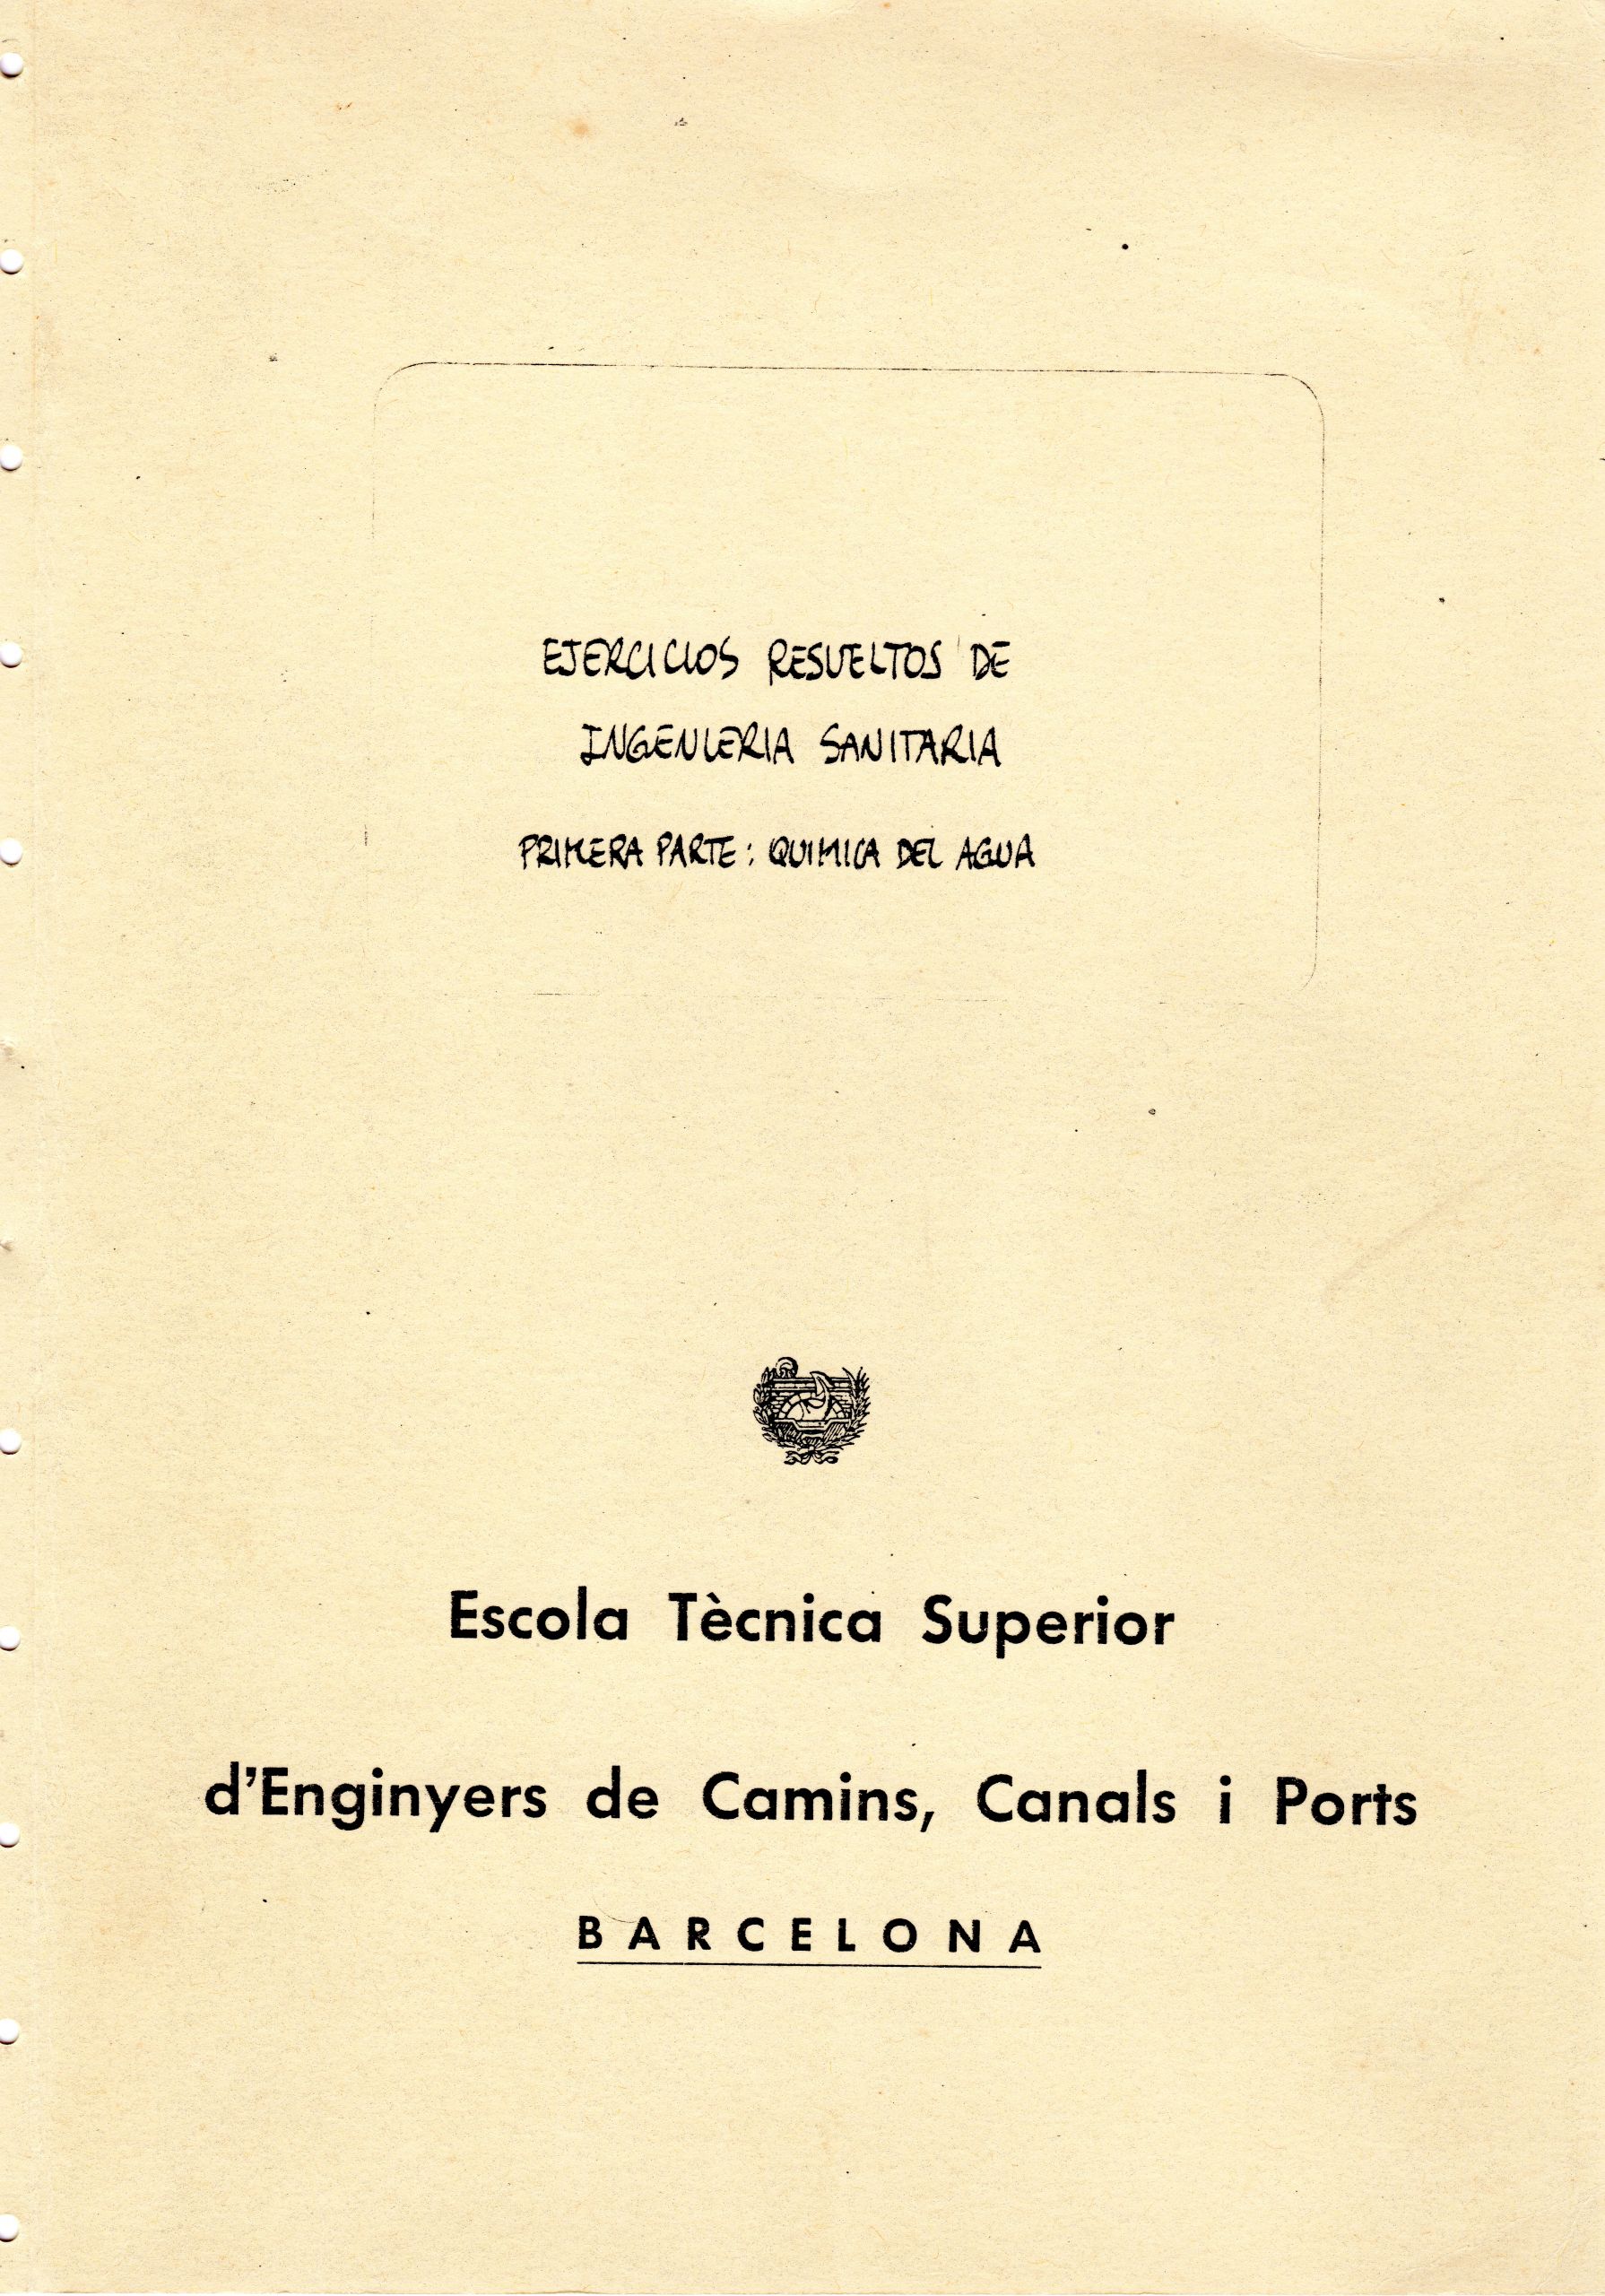 EJERCICIOS RESUELTOS DE
INGENIERIA SANITARIA
PRIMERA PARTE: QUIMICA DEL AGUA
Escola Tècnica Superior
d'Enginyers de Camins, Canals i Ports
BARCELONA